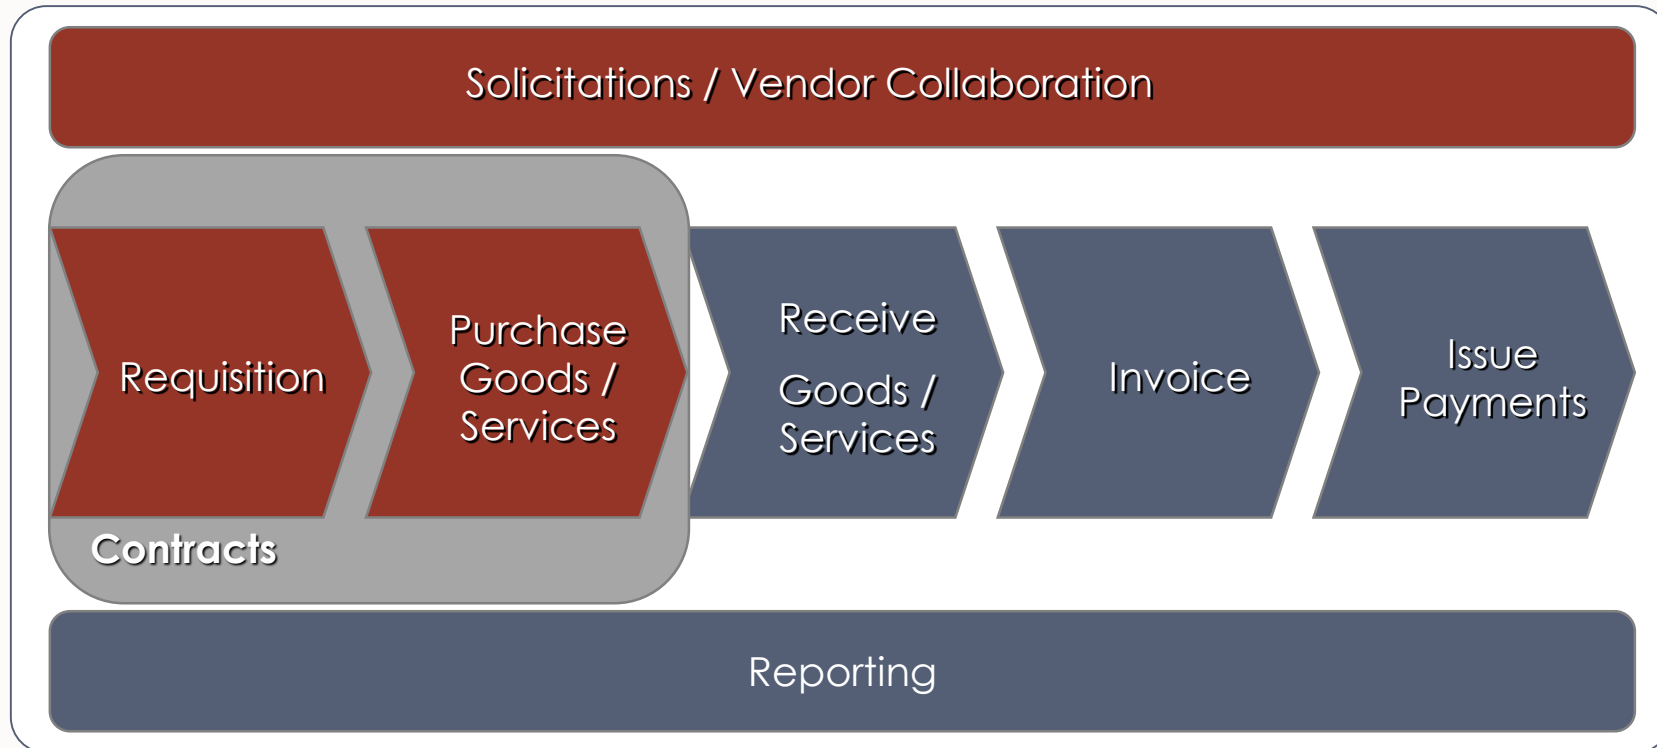 Solicitations / Vendor Collaboration
Requisition
Purchase
Goods /
Services
Receive
Goods /
Services
Invoice
Issue
Payments
Contracts
Reporting